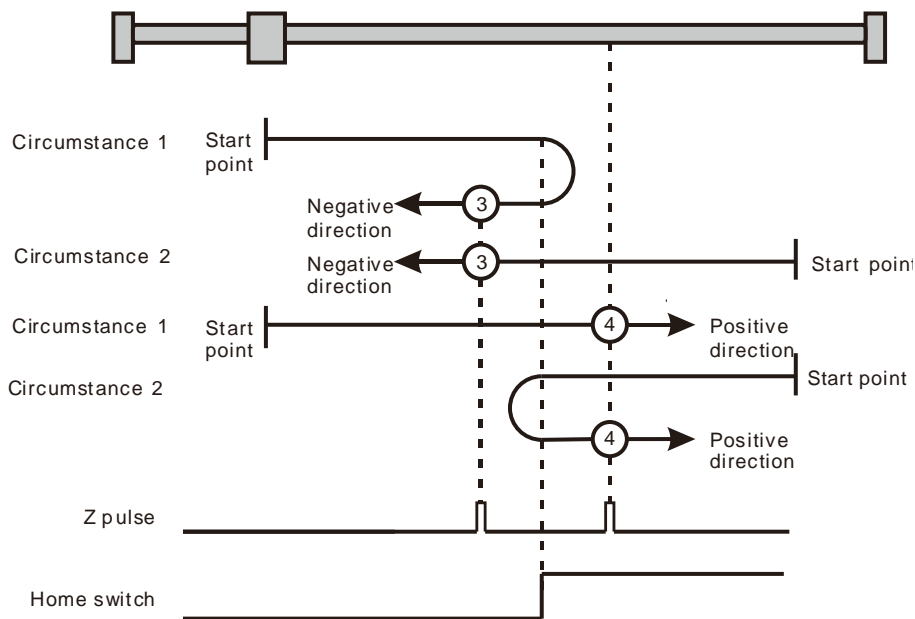 Circumstance 1
Start
point
3
Negative
direction
Circumstance 2
3
Negative
direction
Start point
Circumstance 1
Start
point
4
Positive
direction
Circumstance 2
Start point
4
Positive
direction
Z pulse
Home switch